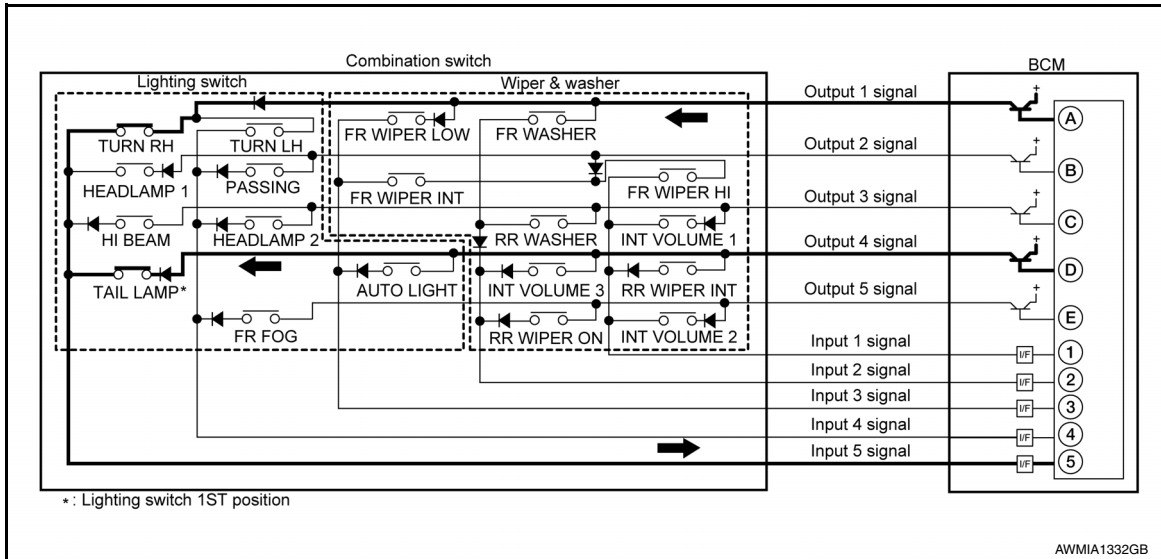 Combination switch
BCM
Lighting switch
Wiper & washer
Output 1 signal
+
A
TURN RH
TURN LH
FR WIPER LOW
FR WASHER
Output 2 signal
+
B
HEADLAMP 1
PASSING
FR WIPER INT
FR WIPER HI
Output 3 signal
+
C
HI BEAM
HEADLAMP 2
RR WASHER
INT VOLUME 1
Output 4 signal
+
D
TAIL LAMP*
AUTO LIGHT
INT VOLUME 3
RR WIPER INT
Output 5 signal
+
E
FR FOG
RR WIPER ON
INT VOLUME 2
Input 1 signal
I/F
1
Input 2 signal
I/F
2
Input 3 signal
I/F
3
Input 4 signal
I/F
4
Input 5 signal
I/F
5
* : Lighting switch 1ST position
AWMIA1332GB